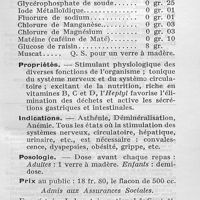 Glycérophosphate de soude..... 0 gr. 25
Iode Métalloïdique............ 0 gr. 01
Fluorure de sodium............ 0 gr. 01
Chlorure de Manganèse......... 0 gr. 03
Chlorure de Magnésium......... 0 gr. 03
Matéine (caféine de Maté)..... 0 gr. 10
Glucose de raisin............. 8 gr.
Muscat...... Q. S. pour un verre à madère.
Propriétés. — Stimulant physiologique des
diverses fonctions de l'organisme ; tonique
du système nerveux et du système circula-
toire ; excitant de la nutrition, riche en
vitamines B, C et D, l'Heptyl favorise l'éli-
mination des déchets et active les sécré-
tions gastriques et intestinales.
Indications. — Asthénie, Déminéralisation,
Anémie. Tous les états où la stimulation des
systèmes nerveux, circulatoire, hépatique,
urinaire, etc., est nécessaire : convales-
cence, dyspepsies, obésité, grippe, etc.
Posologie. — Dose avant chaque repas :
Adultes : 1 verre à madère. Enfants : demi-
dose.
Prix au public : 18 fr. 80, le flacon de 500 cc.
Admis aux Assurances Sociales.